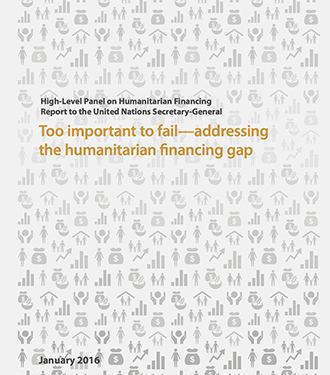 High-Level Panel on Humanitarian Financing
Report to the United Nations Secretary-General
Too important to fail—addressing
the humanitarian financing gap
January 2016